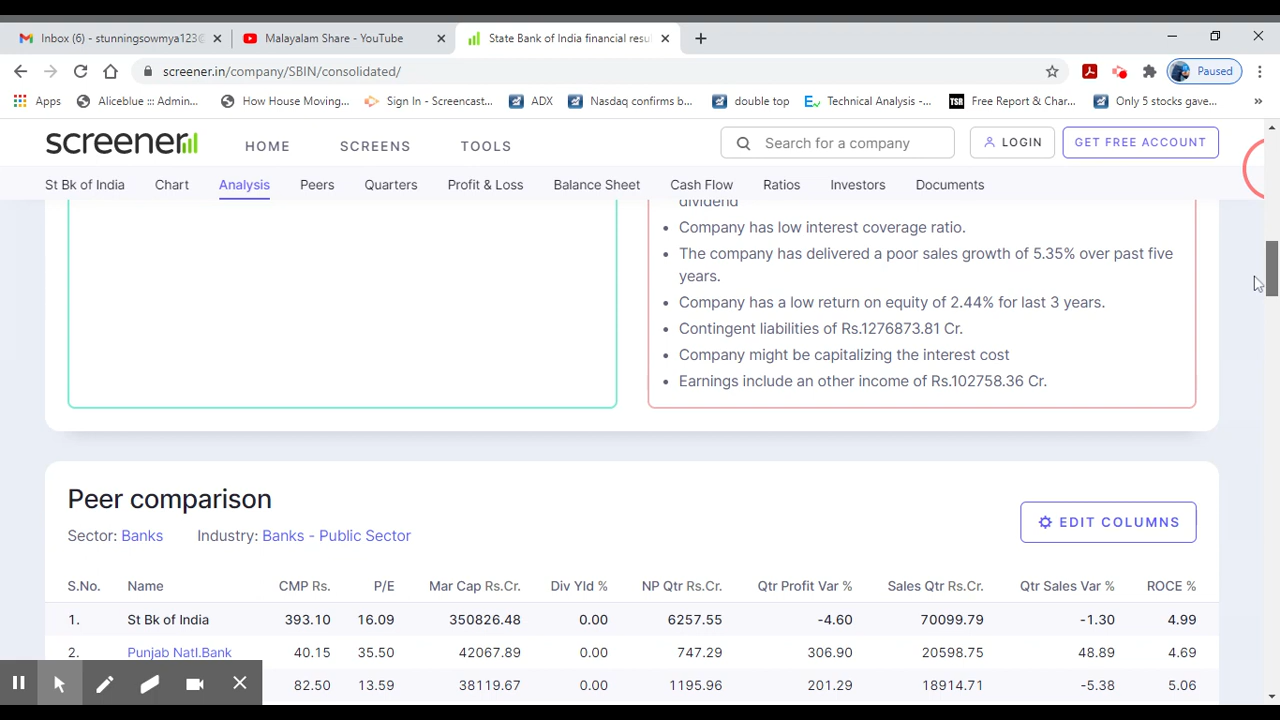 Inbox (6) - stunningsowmya123@
Malayalam Share - YouTube
State Bank of India financial resu
screener.in/company/SBIN/consolidated/
Paused
Apps
Aliceblue ::: Admin...
How House Moving...
Sign In - Screencast...
ADX
Nasdaq confirms b...
double top
Technical Analysis -...
TSR
Free Report & Char...
Only 5 stocks gave...
screener
HOME
SCREENS
TOOLS
Search for a company
LOGIN
GET FREE ACCOUNT
St Bk of India
Chart
Analysis
Peers
Quarters
Profit & Loss
Balance Sheet
Cash Flow
Ratios
Investors
Documents
dividend
• Company has low interest coverage ratio.
• The company has delivered a poor sales growth of 5.35% over past five
years.
• Company has a low return on equity of 2.44% for last 3 years.
• Contingent liabilities of Rs.1276873.81 Cr.
• Company might be capitalizing the interest cost
• Earnings include an other income of Rs.102758.36 Cr.
Peer comparison
Sector: Banks Industry: Banks - Public Sector
EDIT COLUMNS
S.No. Name CMP Rs. P/E Mar Cap Rs.Cr. Div Yld % NP Qtr Rs.Cr. Qtr Profit Var % Sales Qtr Rs.Cr. Qtr Sales Var % ROCE %
1. St Bk of India 393.10 16.09 350826.48 0.00 6257.55 -4.60 70099.79 -1.30 4.99
2. Punjab Natl.Bank 40.15 35.50 42067.89 0.00 747.29 306.90 20598.75 48.89 4.69
82.50 13.59 38119.67 0.00 1195.96 201.29 18914.71 -5.38 5.06